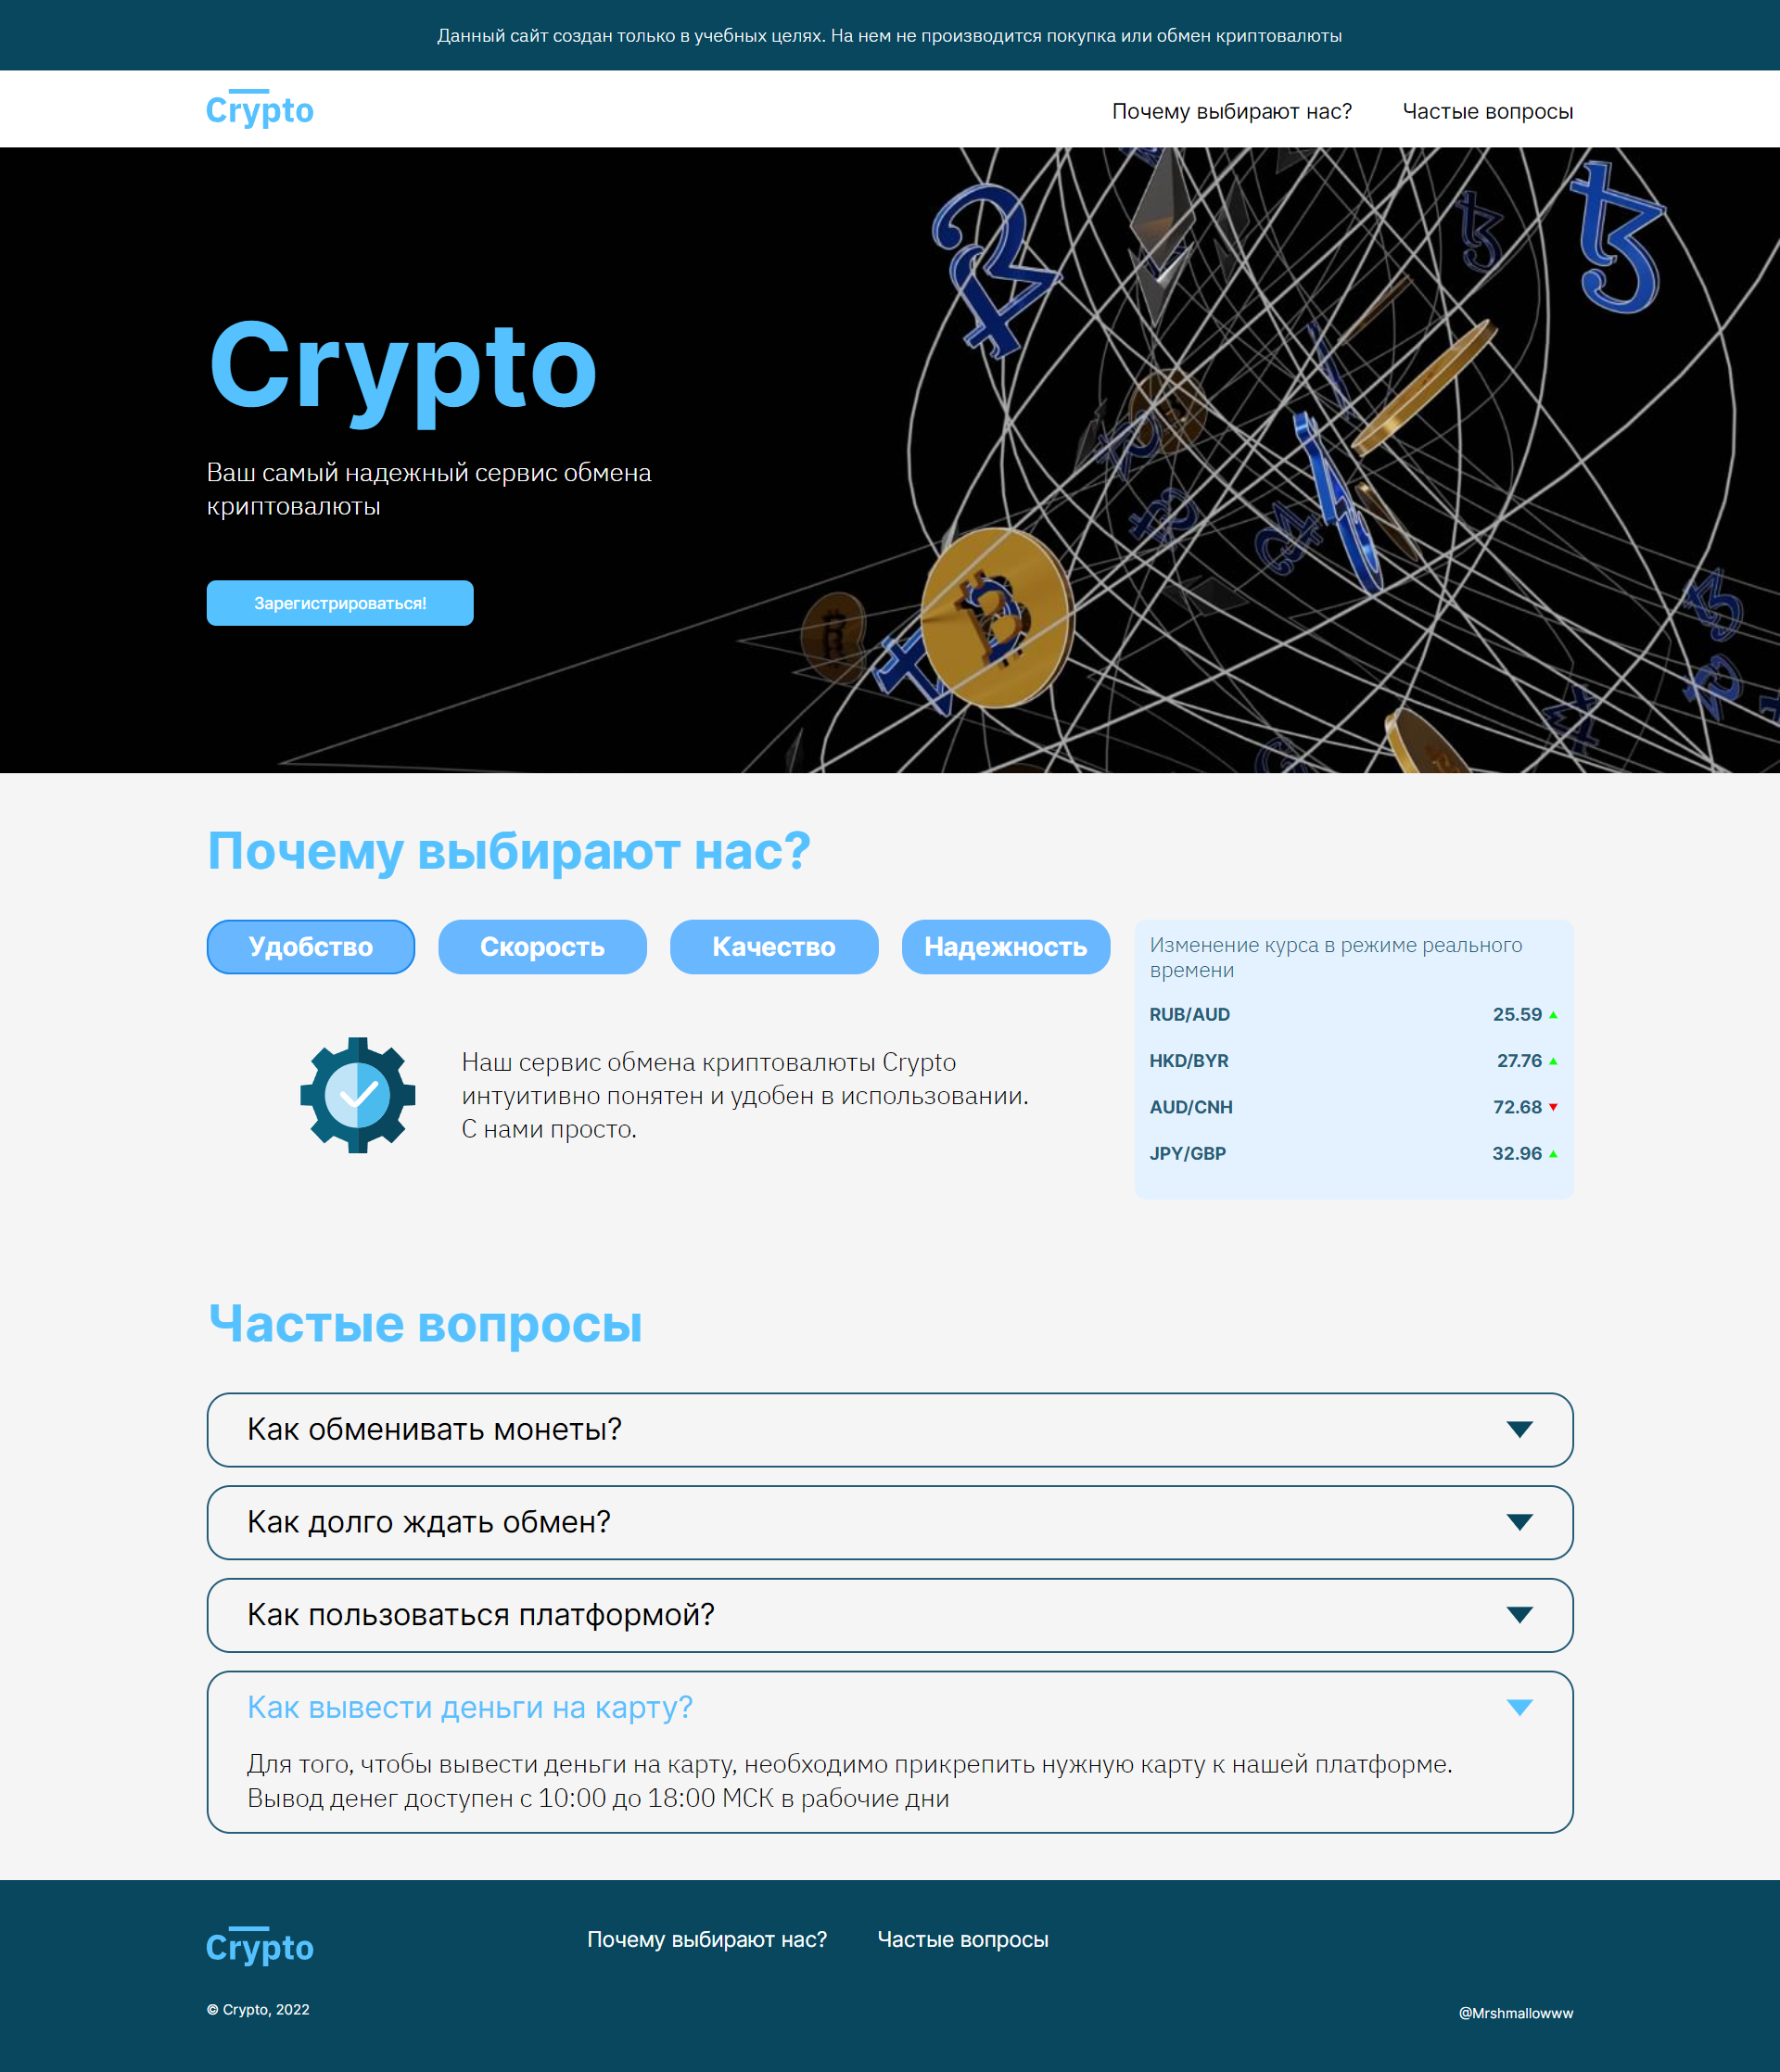 Данный сайт создан только в учебных целях. На нем не производится покупка или обмен криптовалюты
Crypto
Почему выбирают нас?
Частые вопросы
Crypto
Ваш самый надежный сервис обмена
криптовалюты
Зарегистрироваться!
Почему выбирают нас?
Удобство
Скорость
Качество
Надежность
Наш сервис обмена криптовалюты Crypto
интуитивно понятен и удобен в использовании.
С нами просто.
Изменение курса в режиме реального
времени
RUB/AUD 25.59
HKD/BYR 27.76
AUD/CNH 72.68
JPY/GBP 32.96
Частые вопросы
Как обменивать монеты?
Как долго ждать обмен?
Как пользоваться платформой?
Как вывести деньги на карту?
Для того, чтобы вывести деньги на карту, необходимо прикрепить нужную карту к нашей платформе.
Вывод денег доступен с 10:00 до 18:00 МСК в рабочие дни
Crypto
Почему выбирают нас?
Частые вопросы
© Crypto, 2022
@Mrshmallowww